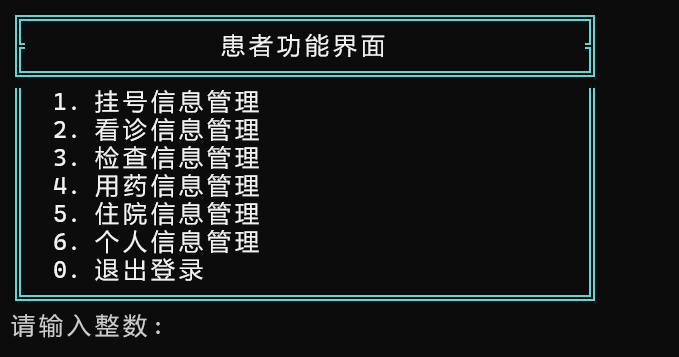 患者功能界面
1. 挂号信息管理
2. 看诊信息管理
3. 检查信息管理
4. 用药信息管理
5. 住院信息管理
6. 个人信息管理
0. 退出登录
请输入整数: